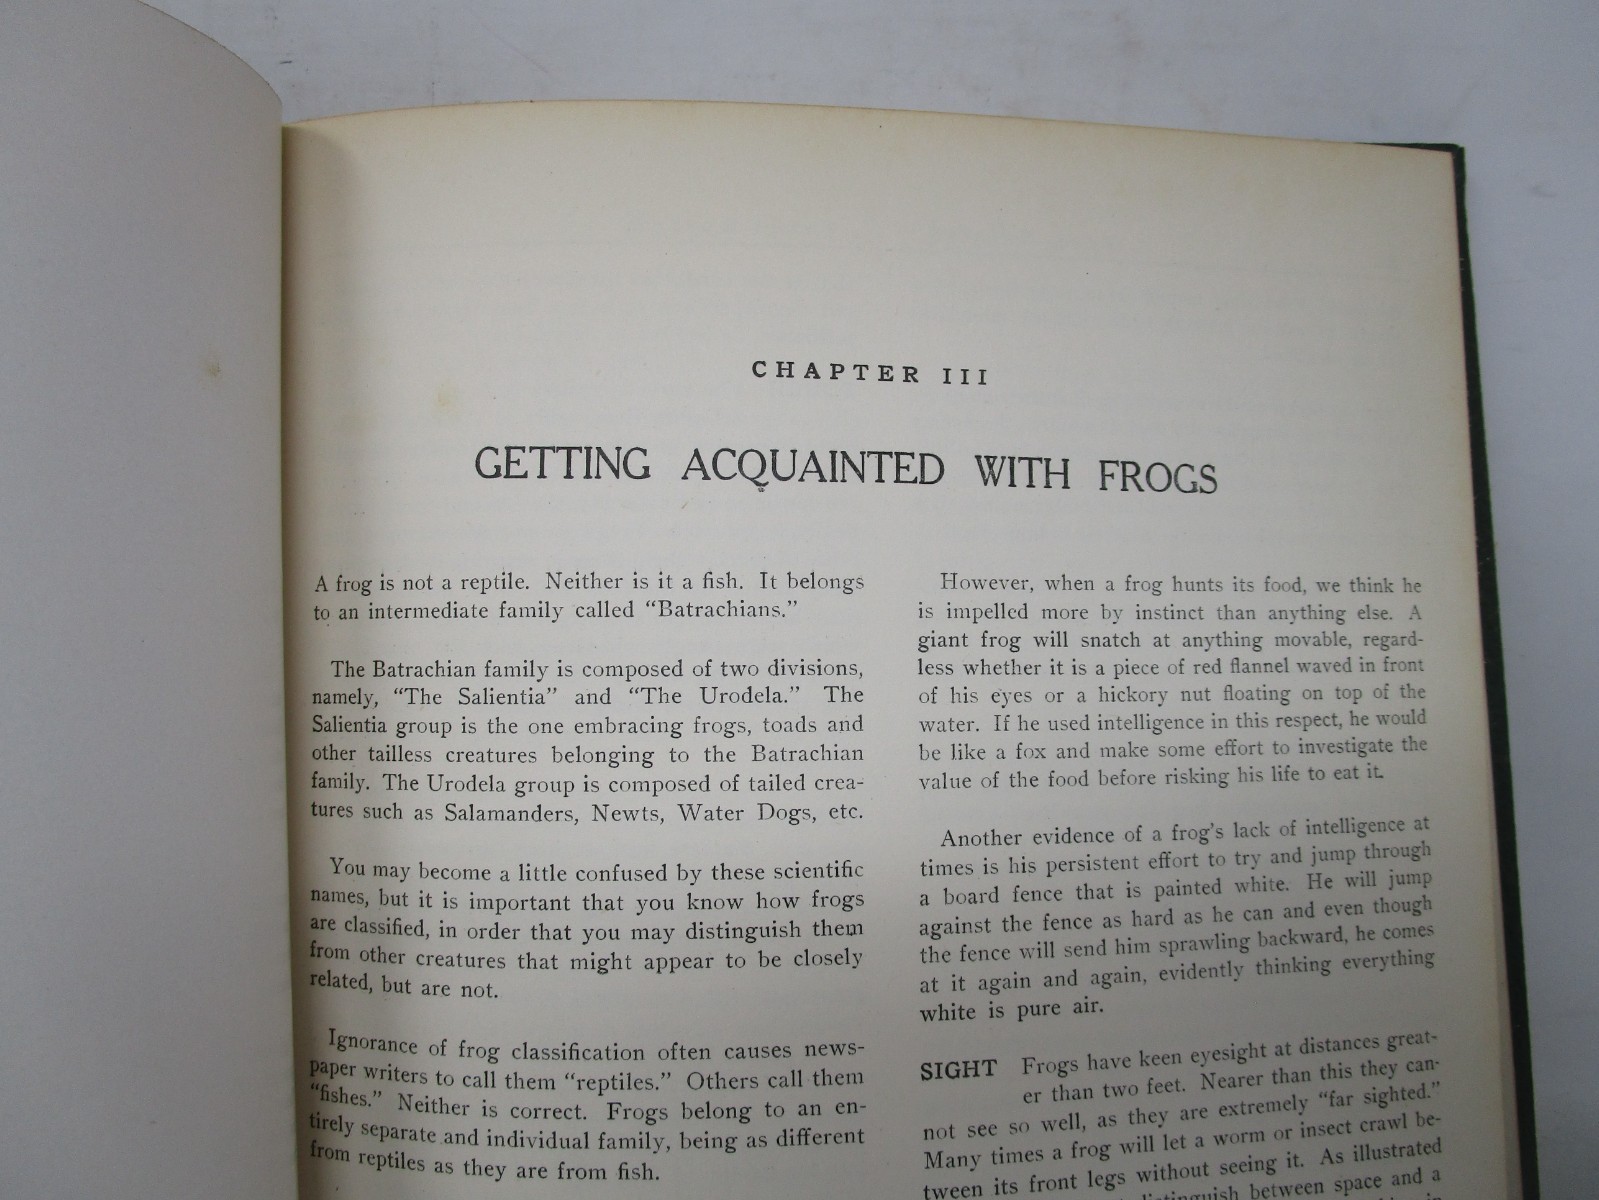 CHAPTER III
GETTING ACQUAINTED WITH FROGS
A frog is not a reptile. Neither is it a fish. It belongs
to an intermediate family called “Batrachians.”
The Batrachian family is composed of two divisions,
namely, “The Salientia” and “The Urodela.” The
Salientia group is the one embracing frogs, toads and
other tailless creatures belonging to the Batrachian
family. The Urodela group is composed of tailed crea-
tures such as Salamanders, Newts, Water Dogs, etc.
You may become a little confused by these scientific
names, but it is important that you know how frogs
are classified, in order that you may distinguish them
from other creatures that might appear to be closely
related, but are not.
Ignorance of frog classification often causes news-
paper writers to call them “reptiles.” Others call them
“fishes.” Neither is correct. Frogs belong to an en-
tirely separate and individual family, being as different
from reptiles as they are from fish.
However, when a frog hunts its food, we think he
is impelled more by instinct than anything else. A
giant frog will snatch at anything movable, regard-
less whether it is a piece of red flannel waved in front
of his eyes or a hickory nut floating on top of the
water. If he used intelligence in this respect, he would
be like a fox and make some effort to investigate the
value of the food before risking his life to eat it.
Another evidence of a frog's lack of intelligence at
times is his persistent effort to try and jump through
a board fence that is painted white. He will jump
against the fence as hard as he can and even though
the fence will send him sprawling backward, he comes
at it again and again, evidently thinking everything
white is pure air.
SIGHT Frogs have keen eyesight at distances great-
er than two feet. Nearer than this they can-
not see so well, as they are extremely “far sighted.”
Many times a frog will let a worm or insect crawl be-
tween its front legs without seeing it. As illustrated
distinguish between space and a